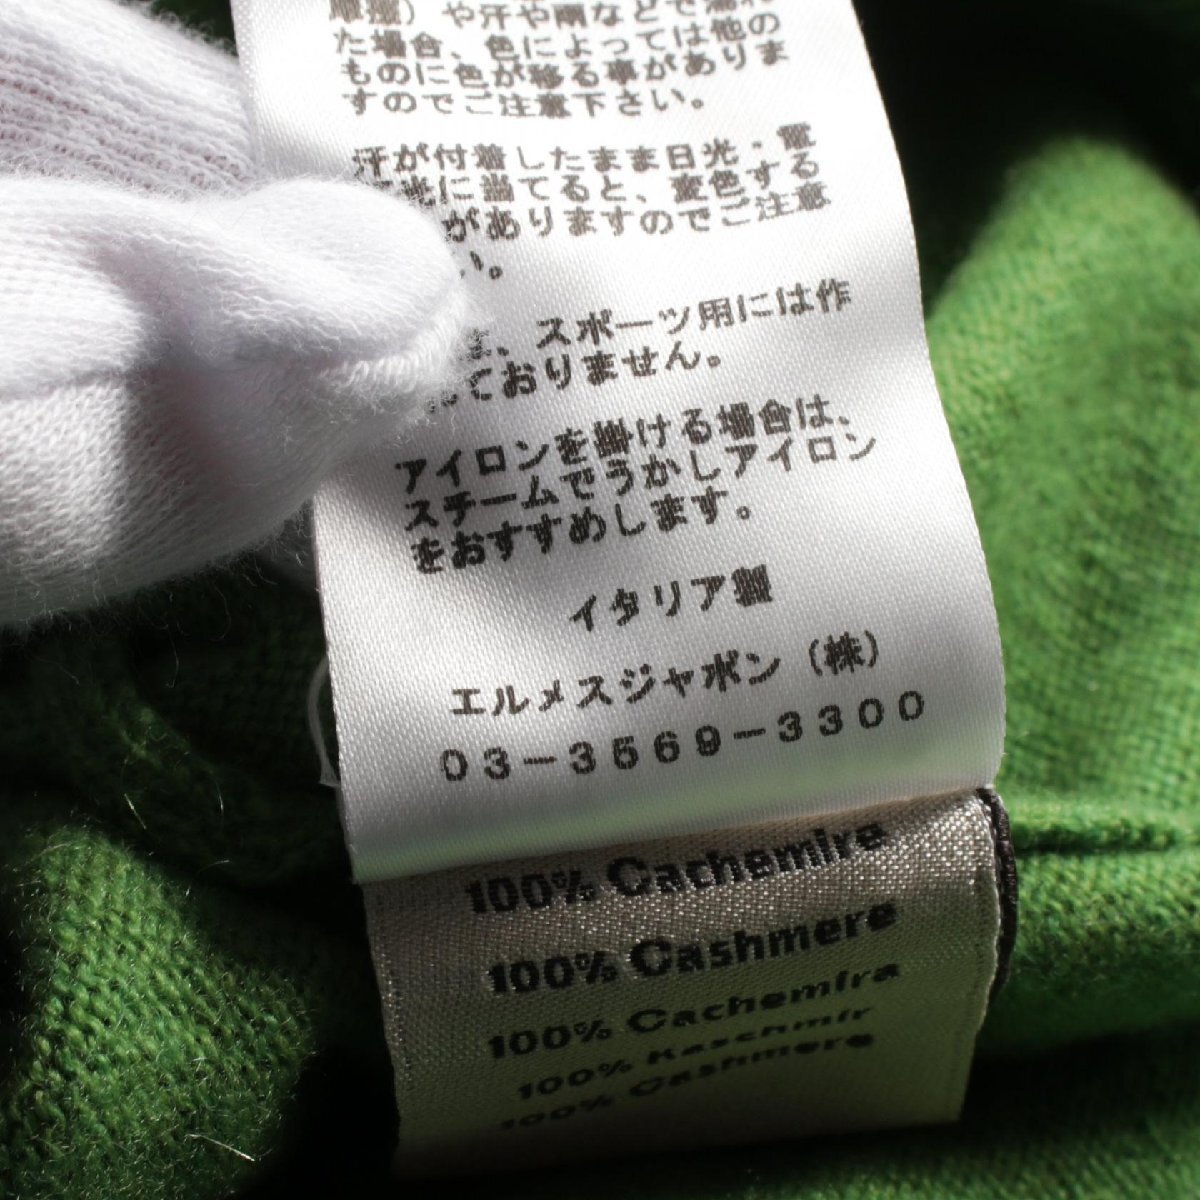 摩擦）や汗や雨などで濡れ
た場合、色によっては他の
ものに色が移る事がありま
すのでご注意下さい。
汗が付着したまま日光・電
光に当てると、変色する
がありますのでご注意
い。
は、スポーツ用には作
ておりません。
アイロンを掛ける場合は、
スチームでうかしアイロン
をおすすめします。
イタリア製
エルメスジャポン（株）
03-3569-3300
100% Cachemire
100% Cashmere
100% Cachemira
100% Kaschmir
100% Cashmere